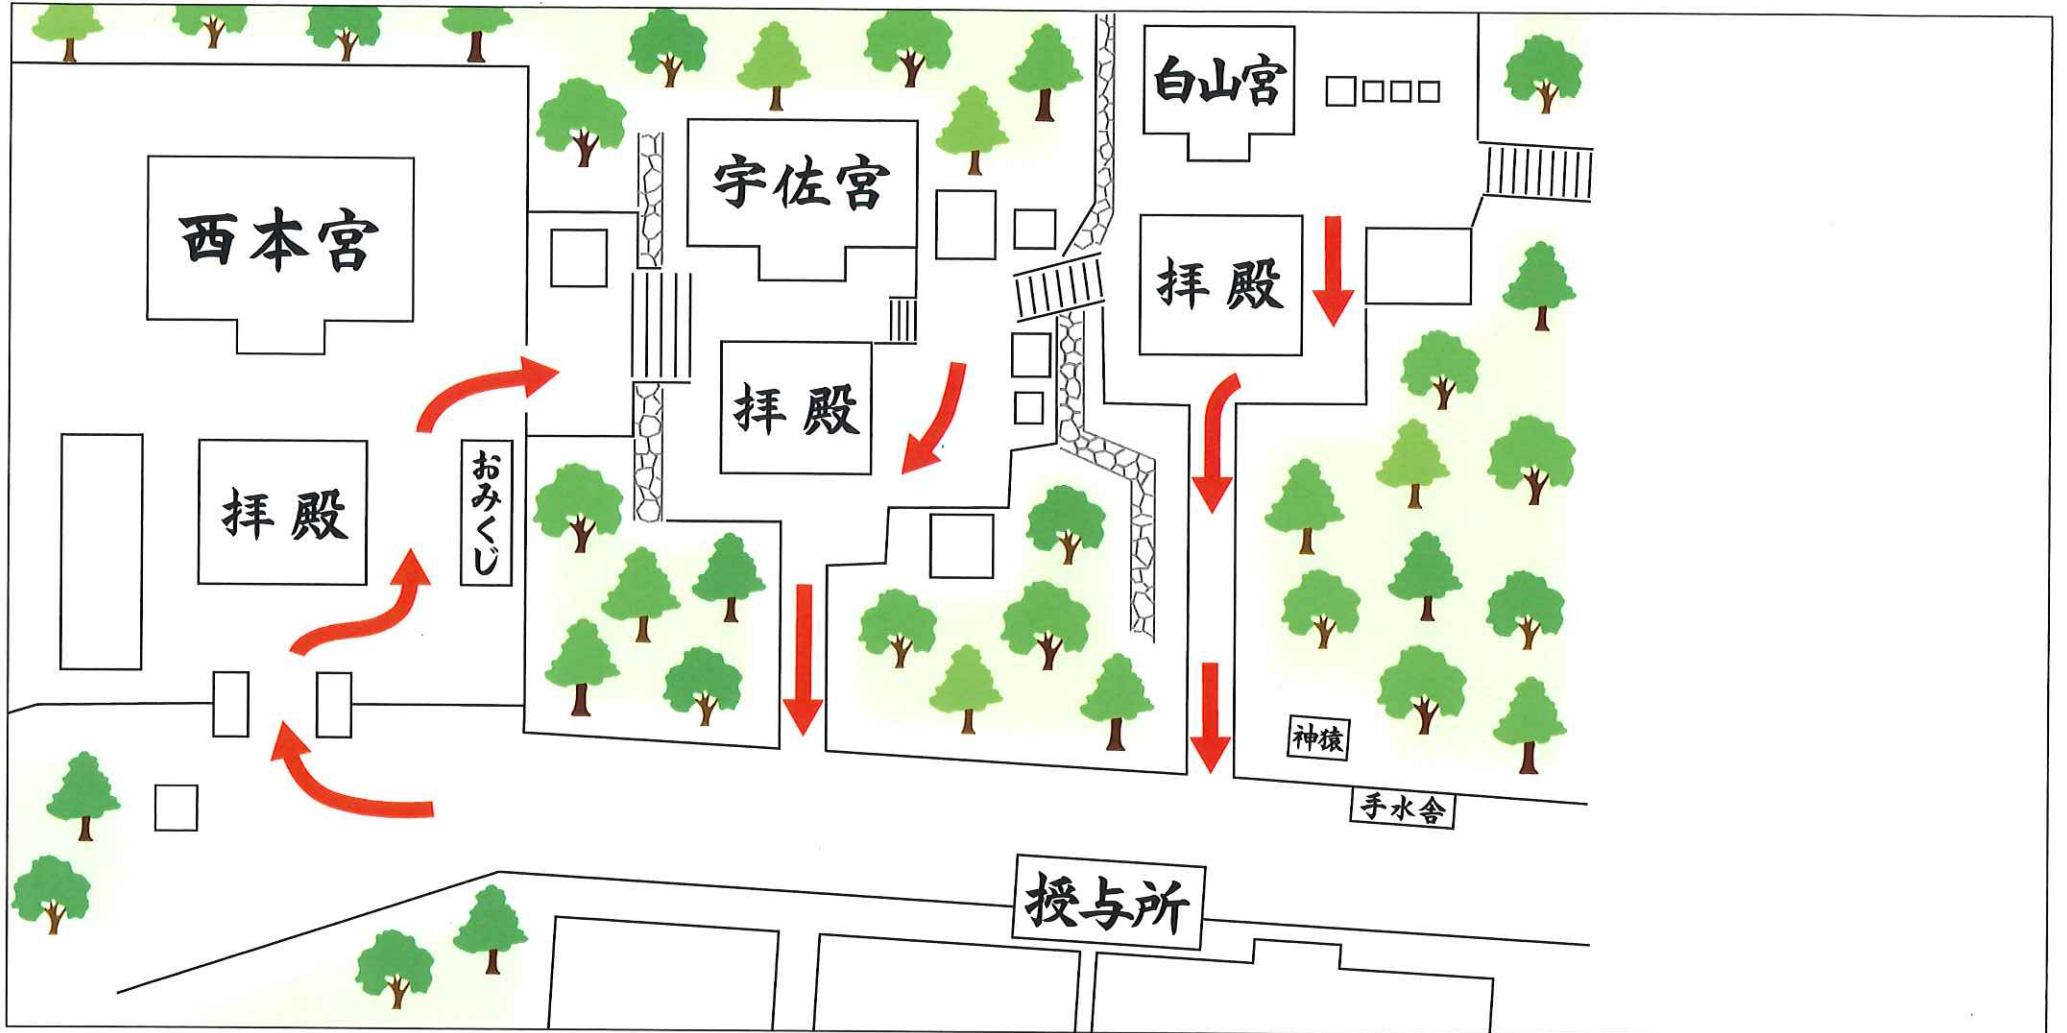 白山宮
宇佐宮
西本宮
拝殿
拝殿
拝殿
おみくじ
神猿
手水舎
授与所